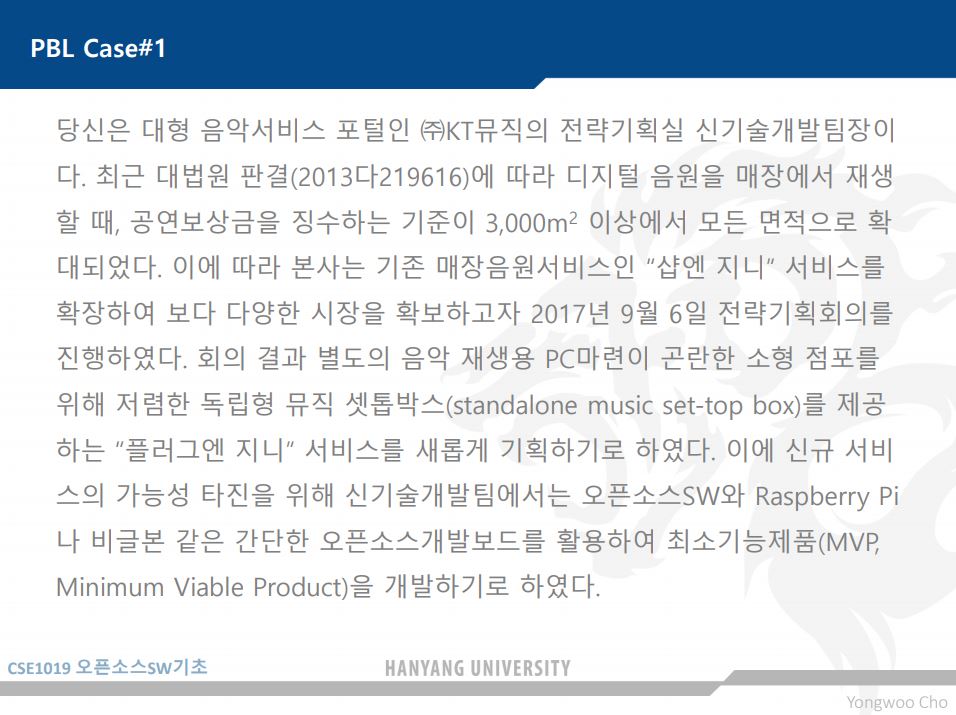 PBL Case#1
당신은 대형 음악서비스 포털인 ㈜KT뮤직의 전략기획실 신기술개발팀장이
다. 최근 대법원 판결(2013다219616)에 따라 디지털 음원을 매장에서 재생
할 때, 공연보상금을 징수하는 기준이 3,000m² 이상에서 모든 면적으로 확
대되었다. 이에 따라 본사는 기존 매장음원서비스인 “샵엔 지니” 서비스를
확장하여 보다 다양한 시장을 확보하고자 2017년 9월 6일 전략기획회의를
진행하였다. 회의 결과 별도의 음악 재생용 PC마련이 곤란한 소형 점포를
위해 저렴한 독립형 뮤직 셋톱박스(standalone music set-top box)를 제공
하는 “플러그엔 지니“ 서비스를 새롭게 기획하기로 하였다. 이에 신규 서비
스의 가능성 타진을 위해 신기술개발팀에서는 오픈소스SW와 Raspberry Pi
나 비글본 같은 간단한 오픈소스개발보드를 활용하여 최소기능제품(MVP,
Minimum Viable Product)을 개발하기로 하였다.
CSE1019 오픈소스SW기초
HANYANG UNIVERSITY
Yongwoo Cho